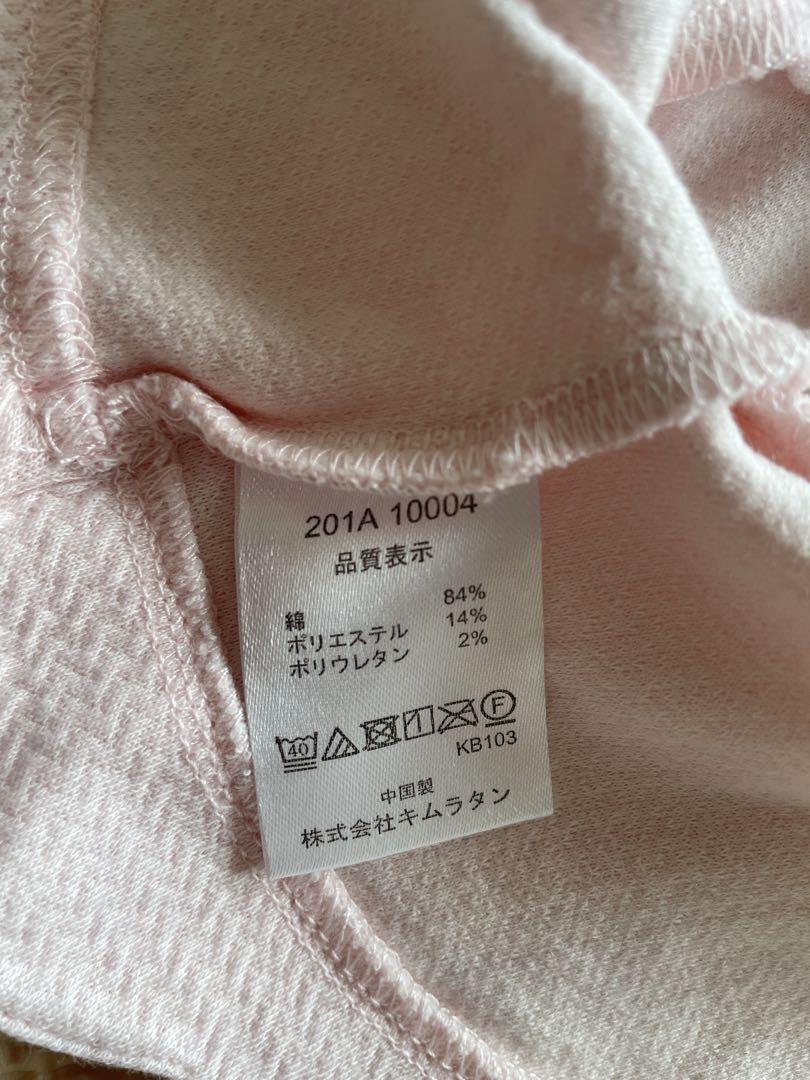 201A 10004
品質表示
綿 84%
ポリエステル 14%
ポリウレタン 2%
40 F
KB103
中国製
株式会社キムラタン